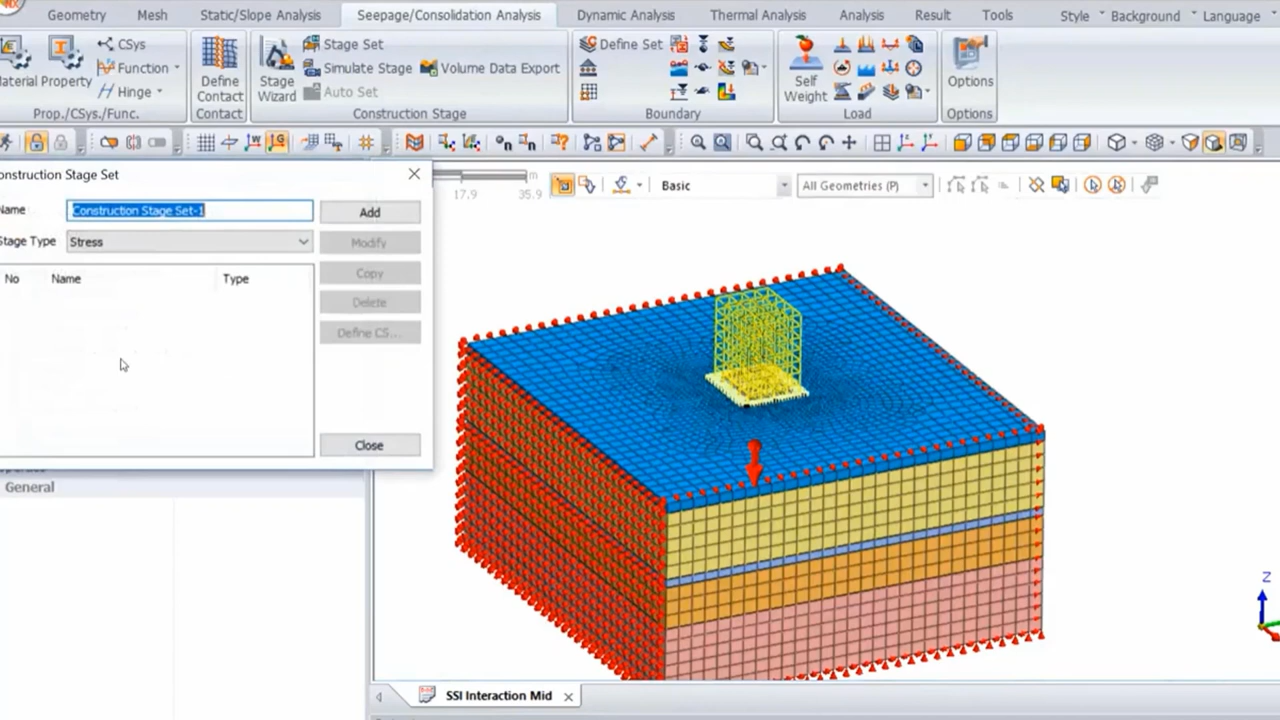 Geometry Mesh Static/Slope Analysis Seepage/Consolidation Analysis Dynamic Analysis Thermal Analysis Analysis Result Tools Style Background Language
CSys
Function
Hinge
Property
Prop./CSys./Func.
Define
Contact
Contact
Stage
Wizard
Stage Set
Simulate Stage
Auto Set
Volume Data Export
Construction Stage
Define Set
Boundary
Self
Weight
Load
Options
Options
onstruction Stage Set
Name Construction Stage Set-1 Add
Stage Type Stress Modify
No Name Type
Copy
Delete
Define CS...
Close
General
17.9 35.9 m
Basic All Geometries (P)
Z
SSI Interaction Mid